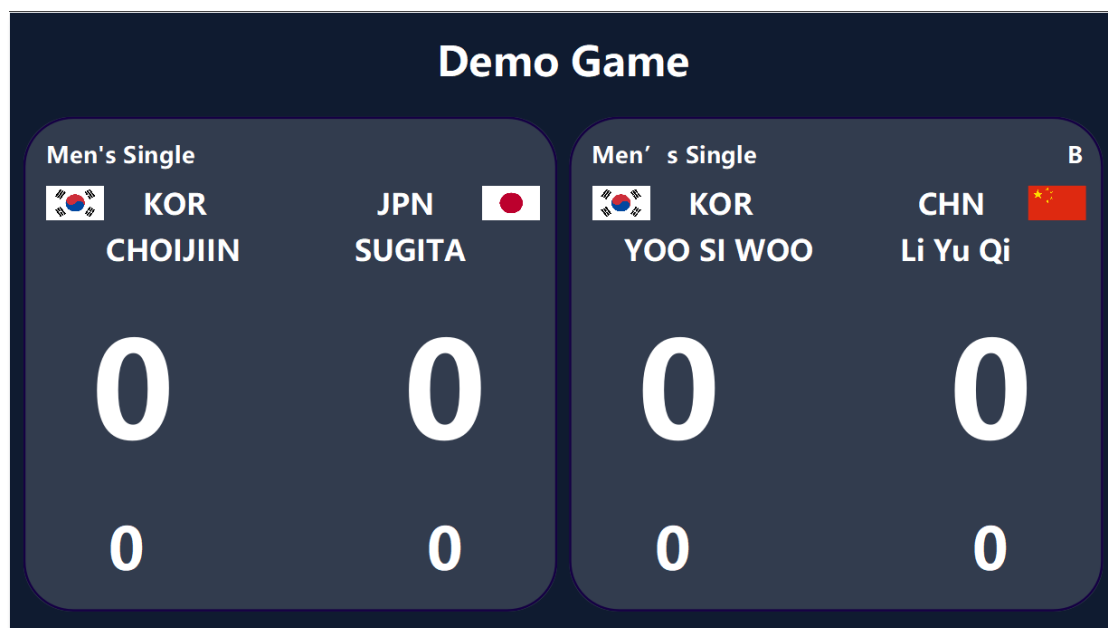 Demo Game
Men's Single
KOR JPN
CHOIJIIN SUGITA
0 0
0 0
Men’s Single B
KOR CHN
YOO SI WOO Li Yu Qi
0 0
0 0